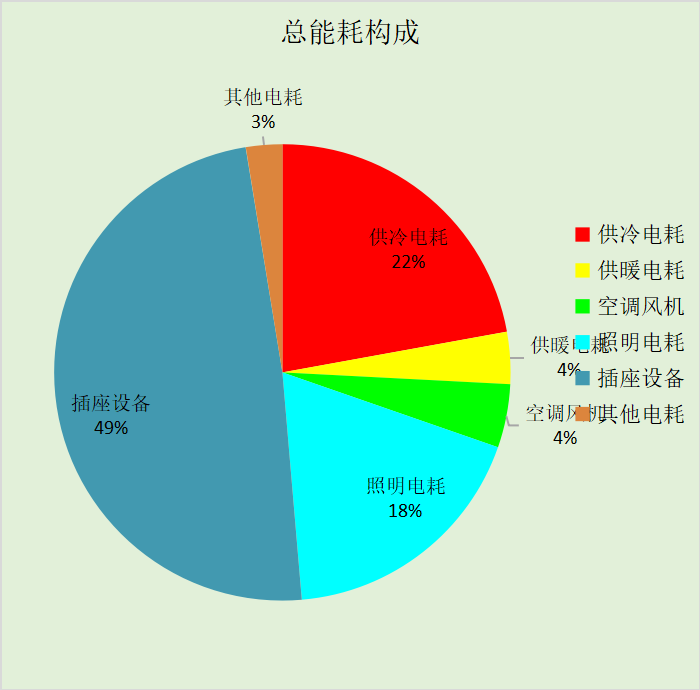 总能耗构成
其他电耗
3%
供冷电耗
22%
供暖电耗
4%
空调风机
4%
照明电耗
18%
插座设备
49%
供冷电耗
供暖电耗
空调风机
照明电耗
插座设备
其他电耗